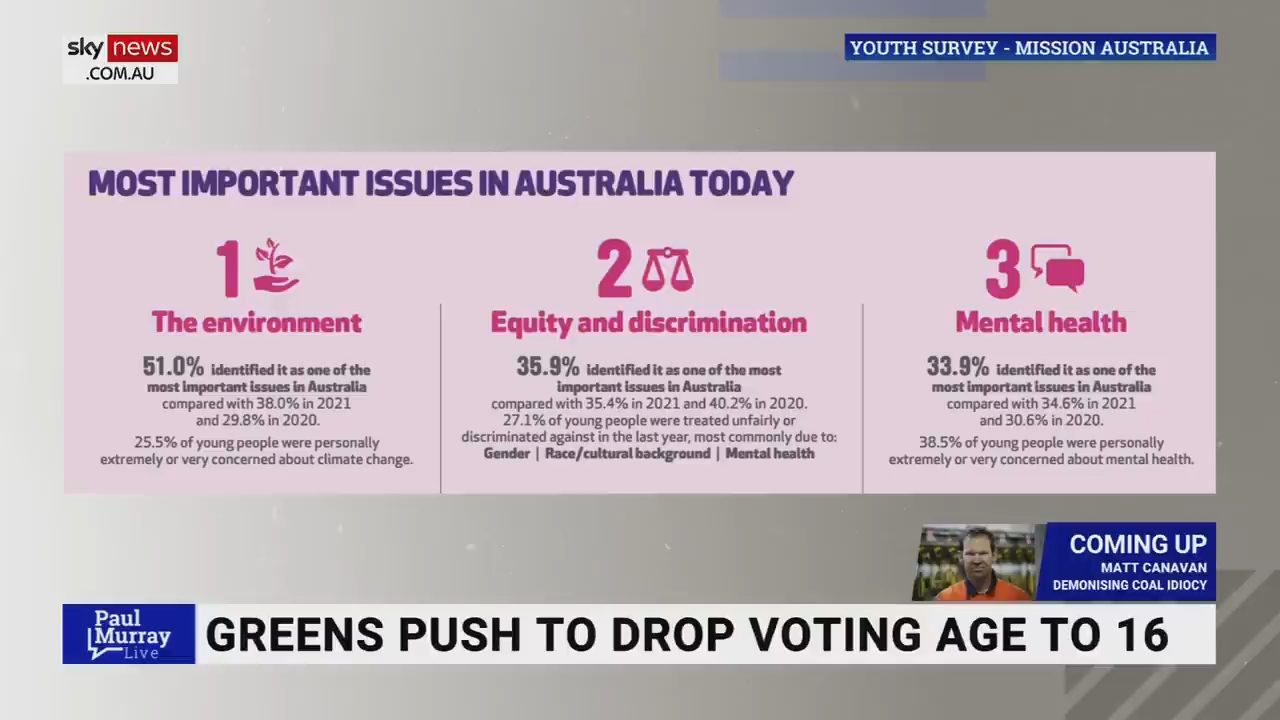 sky news
.COM.AU
YOUTH SURVEY - MISSION AUSTRALIA
MOST IMPORTANT ISSUES IN AUSTRALIA TODAY
1
The environment
51.0% identified it as one of the
most important issues in Australia
compared with 38.0% in 2021
and 29.8% in 2020.
25.5% of young people were personally
extremely or very concerned about climate change.
2
Equity and discrimination
35.9% identified it as one of the most
important issues in Australia
compared with 35.4% in 2021 and 40.2% in 2020.
27.1% of young people were treated unfairly or
discriminated against in the last year, most commonly due to:
Gender | Race/cultural background | Mental health
3
Mental health
33.9% identified it as one of the
most important issues in Australia
compared with 34.6% in 2021
and 30.6% in 2020.
38.5% of young people were personally
extremely or very concerned about mental health.
COMING UP
MATT CANAVAN
DEMONISING COAL IDIOCY
Paul
Murray
Live
GREENS PUSH TO DROP VOTING AGE TO 16